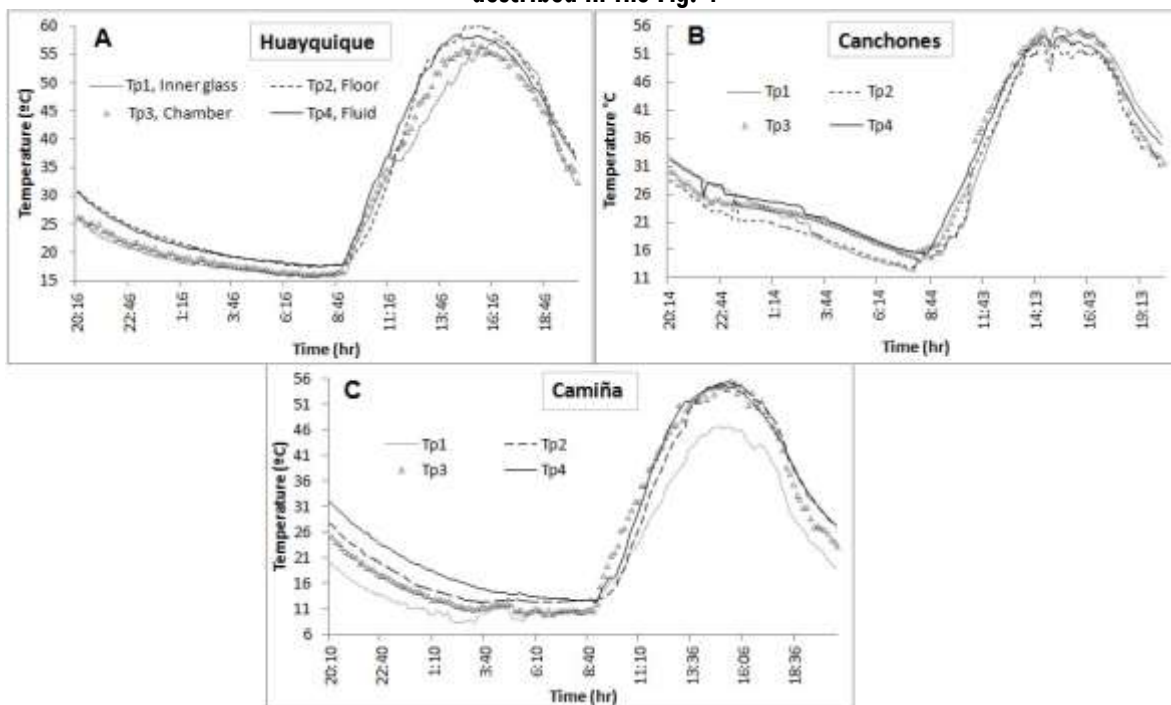 described in The Fig. 4
A
Huayquique
Tp1, Inner glass
Tp2, Floor
Tp3, Chamber
Tp4, Fluid
Temperature (ºC)
60
55
50
45
40
35
30
25
20
15
20:16
22:46
1:16
3:46
6:16
8:46
11:16
13:46
16:16
18:46
Time (hr)
B
Canchones
Tp1
Tp2
Tp3
Tp4
Temperature °C
56
51
46
41
36
31
26
21
16
11
20:14
22:44
1:14
3:44
6:14
8:44
11:43
14:13
16:43
19:13
Time (hr)
C
Camiña
Tp1
Tp2
Tp3
Tp4
Temperature (ºC)
56
51
46
41
36
31
26
21
16
11
6
20:10
22:40
1:10
3:40
6:10
8:40
11:10
13:36
16:06
18:36
Time (hr)